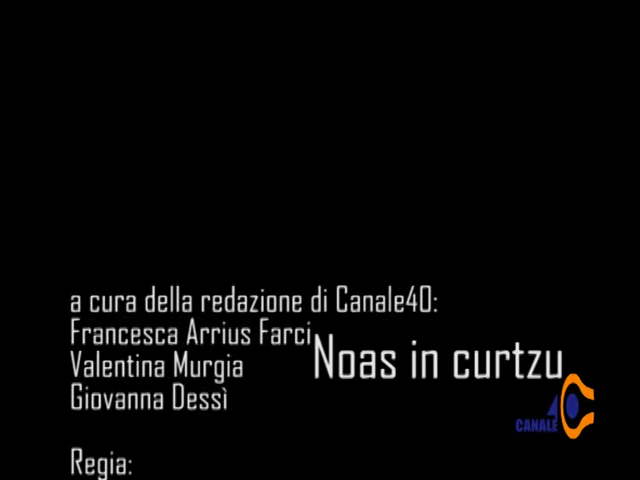 a cura della redazione di Canale40:
Francesca Arrius Farci
Valentina Murgia
Giovanna Dessì
Noas in curtzu
40
CANALE
Regia: